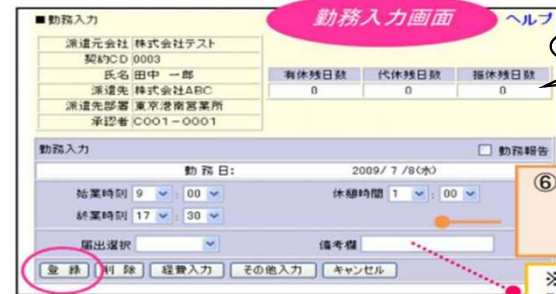 ■勤務入力
勤務入力画面
ヘルプ
派遣元会社 株式会社テスト
契約CD 0003
氏名 田中 一郎
派遣先 株式会社ABC
派遣先部署 東京港南営業所
承認者 C001-0001
有休残日数 代休残日数 振休残日数
0 0 0
勤務入力 勤務報告
勤務日: 2009/ 7 /8(水)
始業時刻 9 : 00 休憩時間 1 : 00
終業時刻 17 : 30
⑥
届出選択 備考欄
登 録 削 除 経費入力 その他入力 キャンセル
※